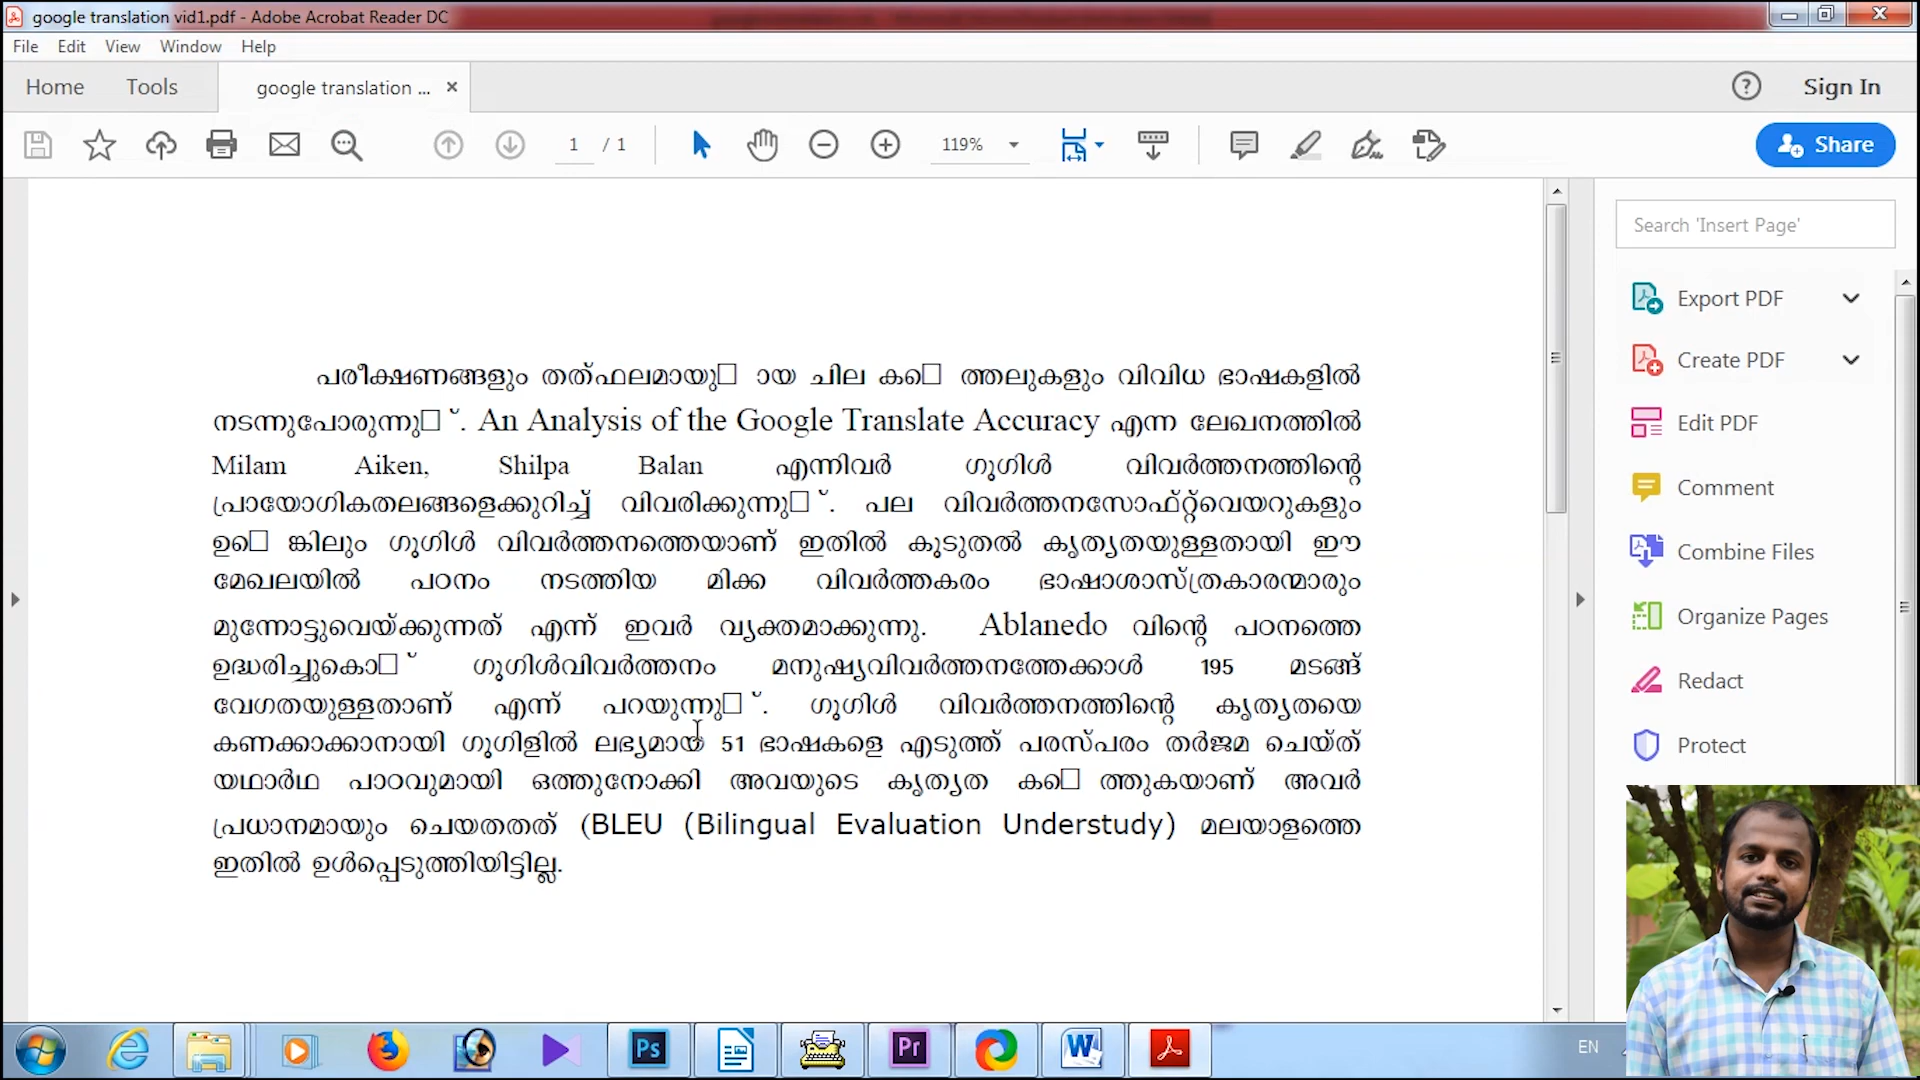 google translation vid1.pdf - Adobe Acrobat Reader DC
File Edit View Window Help
Home Tools google translation ... Sign In
1 / 1 119% Share
Search 'Insert Page'
Export PDF
Create PDF
Edit PDF
Comment
Combine Files
Organize Pages
Redact
Protect
പരീക്ഷണങ്ങളും തത്ഫലമായു□ ായ ചില കെ□ ത്തലുകളും വിവിധ ഭാഷകളിൽ
നടന്നുപോരുന്നു□ ്. An Analysis of the Google Translate Accuracy എന്ന ലേഖനത്തിൽ
Milam Aiken, Shilpa Balan എന്നിവർ ഗൂഗിൾ വിവർത്തനത്തിന്റെ
പ്രായോഗികതലങ്ങളെക്കുറിച്ച് വിവരിക്കുന്നു□ ്. പല വിവർത്തനസോഫ്റ്റ്‌വെയറുകളും
ഉ□െ ങ്കിലും ഗൂഗിൾ വിവർത്തനത്തെയാണ് ഇതിൽ കൂടുതൽ കൃത്യതയുള്ളതായി ഈ
മേഖലയിൽ പഠനം നടത്തിയ മിക്ക വിവർത്തകരം ഭാഷാശാസ്ത്രകാരന്മാരും
മുന്നോട്ടുവെയ്ക്കുന്നത് എന്ന് ഇവർ വ്യക്തമാക്കുന്നു. Ablanedo വിന്റെ പഠനത്തെ
ഉദ്ധരിച്ചുകൊ□ ് ഗൂഗിൾവിവർത്തനം മനുഷ്യവിവർത്തനത്തേക്കാൾ 195 മടങ്ങ്
വേഗതയുള്ളതാണ് എന്ന് പറയുന്നു□ ്. ഗൂഗിൾ വിവർത്തനത്തിന്റെ കൃത്യതയെ
കണക്കാക്കാനായി ഗൂഗിളിൽ ലഭ്യമായ 51 ഭാഷകളെ എടുത്ത് പരസ്പരം തർജമ ചെയ്ത്
യഥാർഥ പാഠവുമായി ഒത്തുനോക്കി അവയുടെ കൃത്യത ക□െ ത്തുകയാണ് അവർ
പ്രധാനമായും ചെയതതത് (BLEU (Bilingual Evaluation Understudy) മലയാളത്തെ
ഇതിൽ ഉൾപ്പെടുത്തിയിട്ടില്ല.
Ps Pr W EN